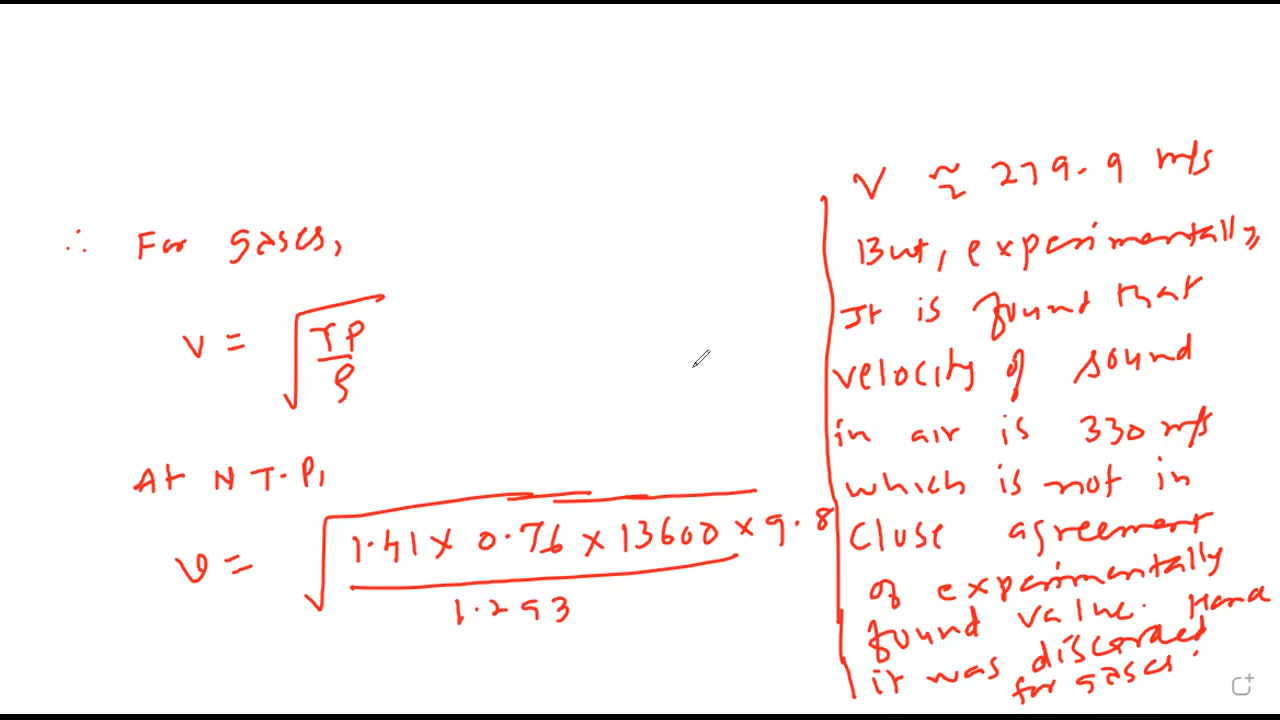 ∴ For gases,
v = √(γP/ρ)
At N T.P,
v = √(1.41 × 0.76 × 13600 × 9.8 / 1.293)
V ≈ 279.9 m/s
But, experimentally,
It is found that
velocity of sound
in air is 330 m/s
which is not in
close agreement
of experimentally
found value. Hence
it was discarded
for gases.